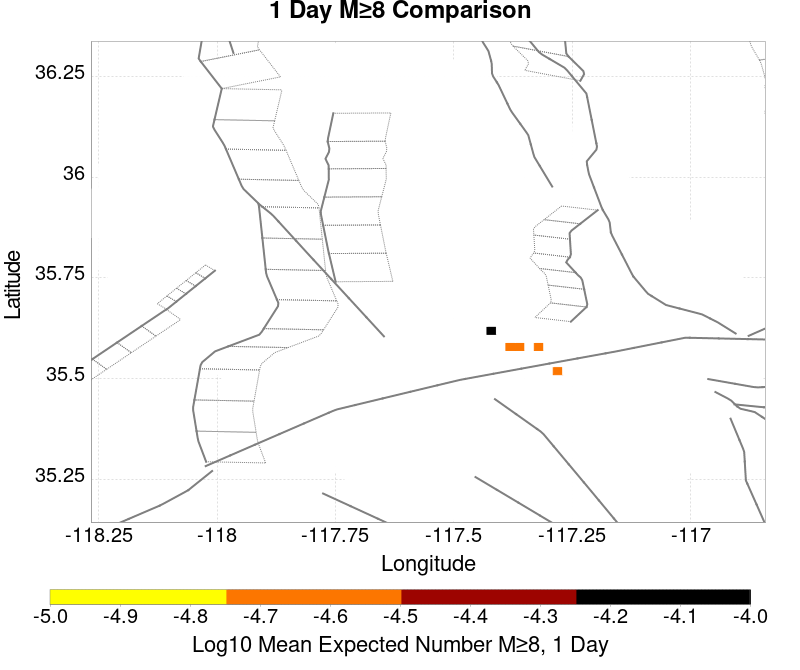 1 Day M≥8 Comparison
36.25
36
35.75
35.5
35.25
Latitude
-118.25 -118 -117.75 -117.5 -117.25 -117
Longitude
-5.0 -4.9 -4.8 -4.7 -4.6 -4.5 -4.4 -4.3 -4.2 -4.1 -4.0
Log10 Mean Expected Number M≥8, 1 Day